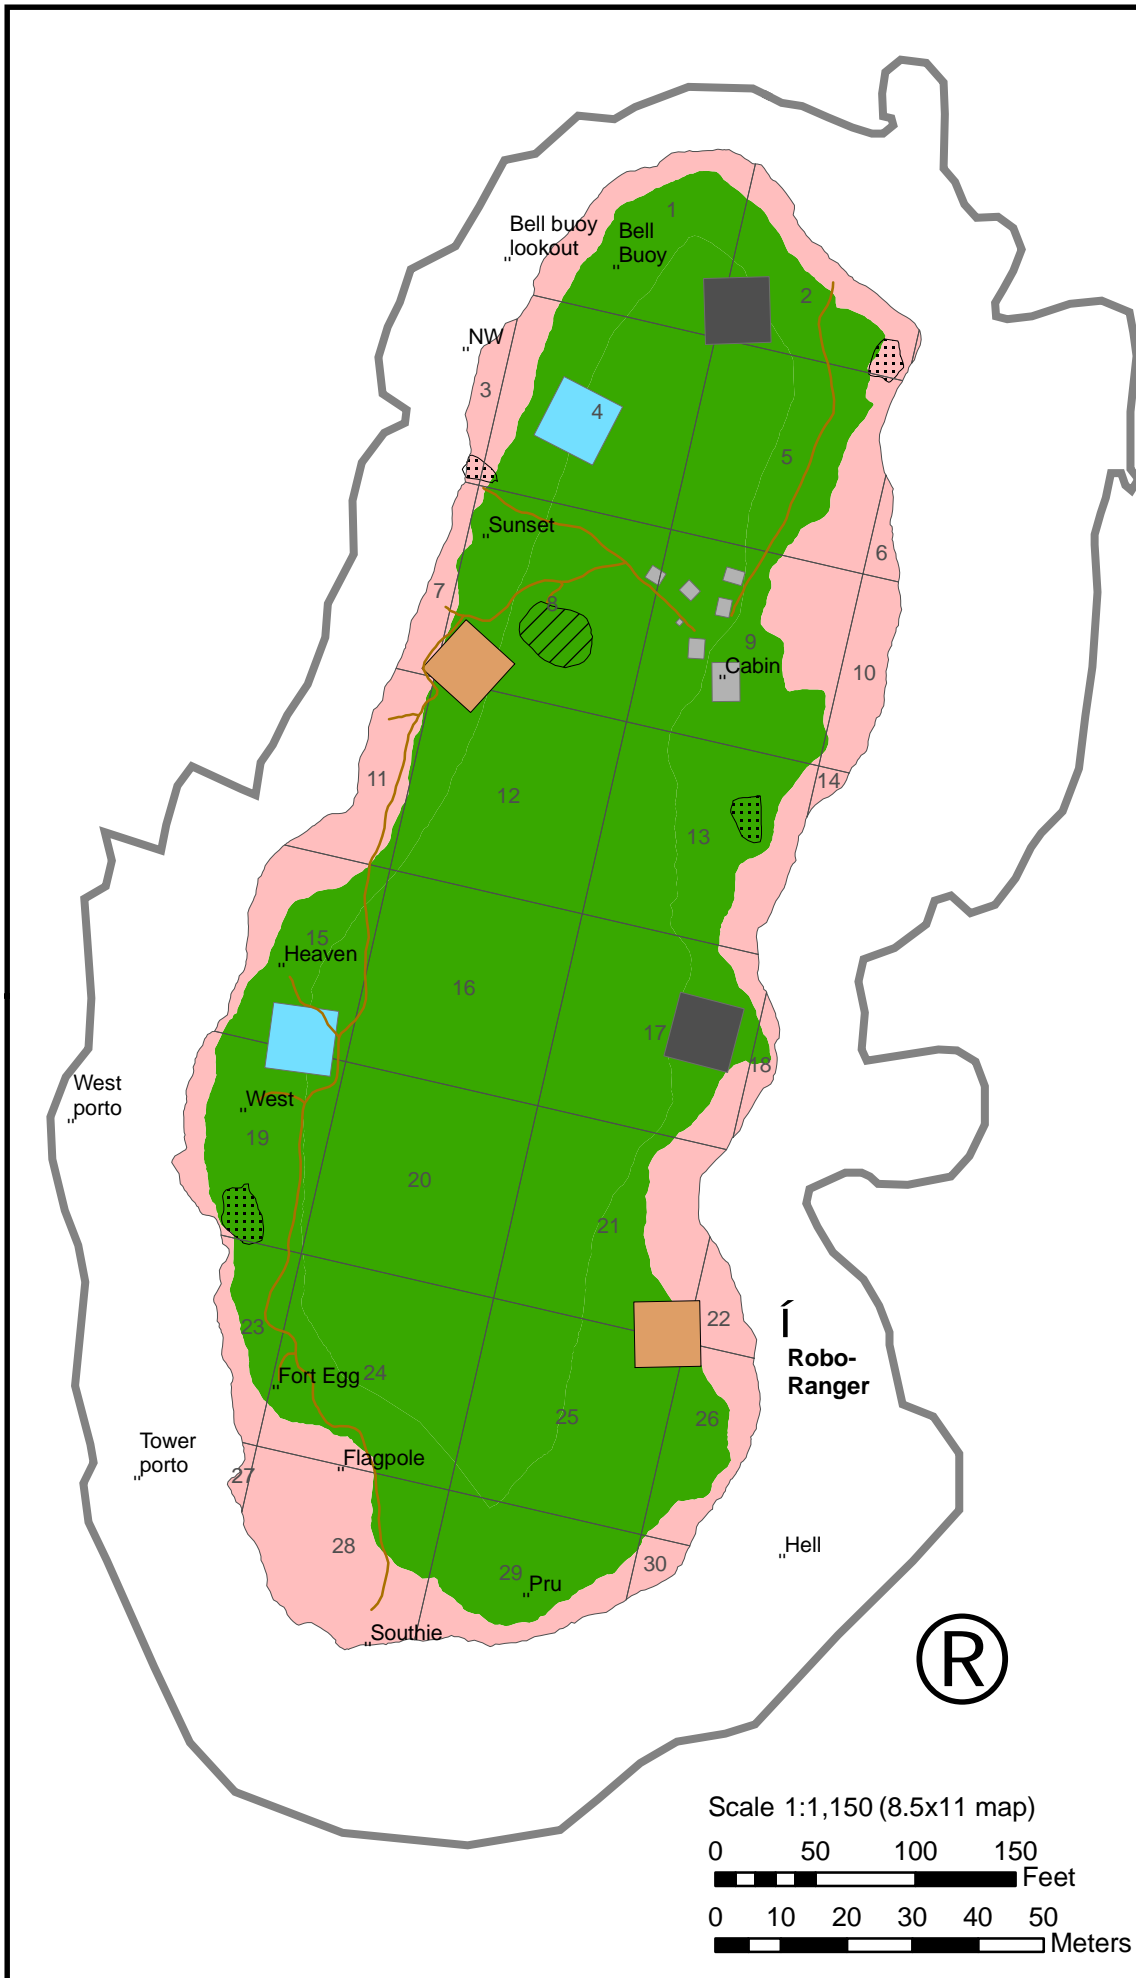 1
Bell buoy
lookout
Bell
Buoy
2
NW
3
4
5
Sunset
6
7
8
9
Cabin
10
11
12
13
14
15
Heaven
16
17
18
West
porto
West
19
20
21
22
Í
Robo-
Ranger
23
Fort Egg
24
25
26
Tower
porto
Flagpole
27
28
Hell
29
Pru
30
Southie
®
Scale 1:1,150 (8.5x11 map)
0 50 100 150
Feet
0 10 20 30 40 50
Meters